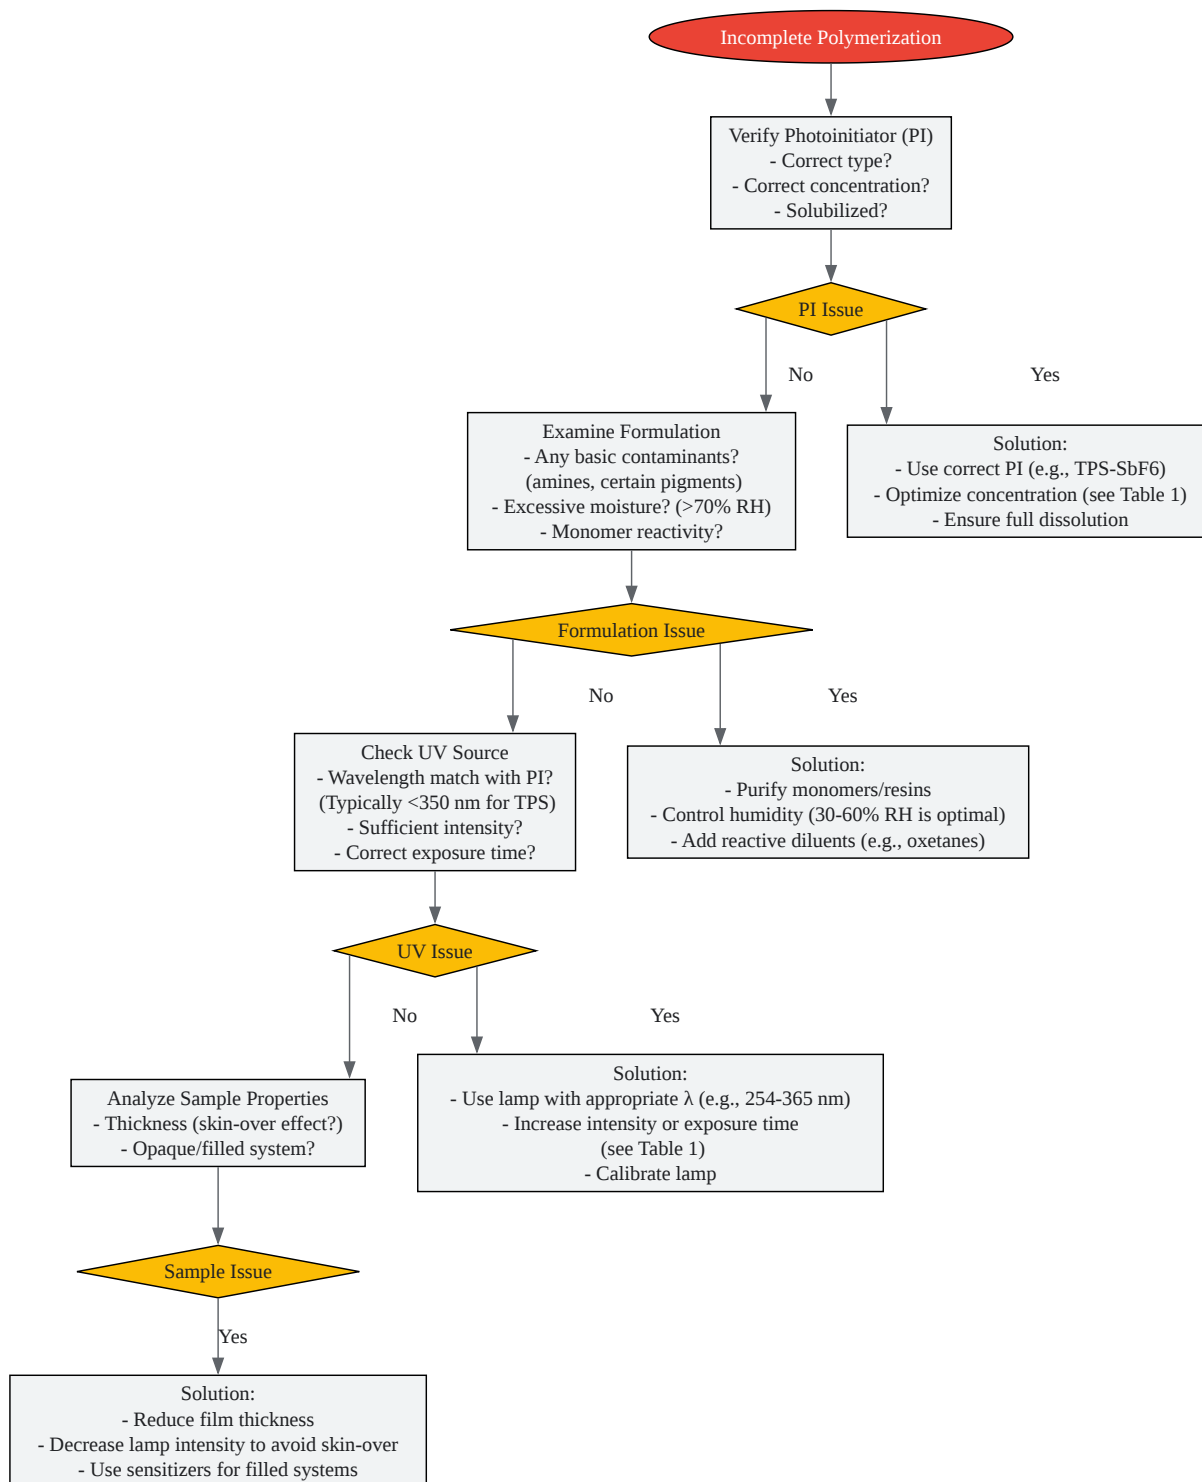 Incomplete Polymerization
Verify Photoinitiator (PI)
- Correct type?
- Correct concentration?
- Solubilized?
PI Issue
No
Yes
Examine Formulation
- Any basic contaminants?
(amines, certain pigments)
- Excessive moisture? (>70% RH)
- Monomer reactivity?
Solution:
- Use correct PI (e.g., TPS-SbF6)
- Optimize concentration (see Table 1)
- Ensure full dissolution
Formulation Issue
No
Yes
Check UV Source
- Wavelength match with PI?
(Typically <350 nm for TPS)
- Sufficient intensity?
- Correct exposure time?
Solution:
- Purify monomers/resins
- Control humidity (30-60% RH is optimal)
- Add reactive diluents (e.g., oxetanes)
UV Issue
No
Yes
Analyze Sample Properties
- Thickness (skin-over effect?)
- Opaque/filled system?
Solution:
- Use lamp with appropriate λ (e.g., 254-365 nm)
- Increase intensity or exposure time
(see Table 1)
- Calibrate lamp
Sample Issue
Yes
Solution:
- Reduce film thickness
- Decrease lamp intensity to avoid skin-over
- Use sensitizers for filled systems